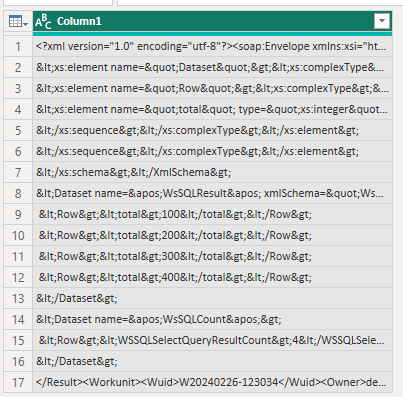 ABC Column1
1 <?xml version="1.0" encoding="utf-8"?><soap:Envelope xmlns:xsi="ht...
2 &lt;xs:element name=&quot;Dataset&quot;&gt;&lt;xs:complexType&...
3 &lt;xs:element name=&quot;Row&quot;&gt;&lt;xs:complexType&gt;&...
4 &lt;xs:element name=&quot;total&quot; type=&quot;xs:integer&quot...
5 &lt;/xs:sequence&gt;&lt;/xs:complexType&gt;&lt;/xs:element&gt;
6 &lt;/xs:sequence&gt;&lt;/xs:complexType&gt;&lt;/xs:element&gt;
7 &lt;/xs:schema&gt;&lt;/XmlSchema&gt;
8 &lt;Dataset name=&apos;WsSQLResult&apos; xmlSchema=&quot;Ws...
9 &lt;Row&gt;&lt;total&gt;100&lt;/total&gt;&lt;/Row&gt;
10 &lt;Row&gt;&lt;total&gt;200&lt;/total&gt;&lt;/Row&gt;
11 &lt;Row&gt;&lt;total&gt;300&lt;/total&gt;&lt;/Row&gt;
12 &lt;Row&gt;&lt;total&gt;400&lt;/total&gt;&lt;/Row&gt;
13 &lt;/Dataset&gt;
14 &lt;Dataset name=&apos;WsSQLCount&apos;&gt;
15 &lt;Row&gt;&lt;WSSQLSelectQueryResultCount&gt;4&lt;/WSSQLSele...
16 &lt;/Dataset&gt;
17 </Result><Workunit><Wuid>W20240226-123034</Wuid><Owner>de...